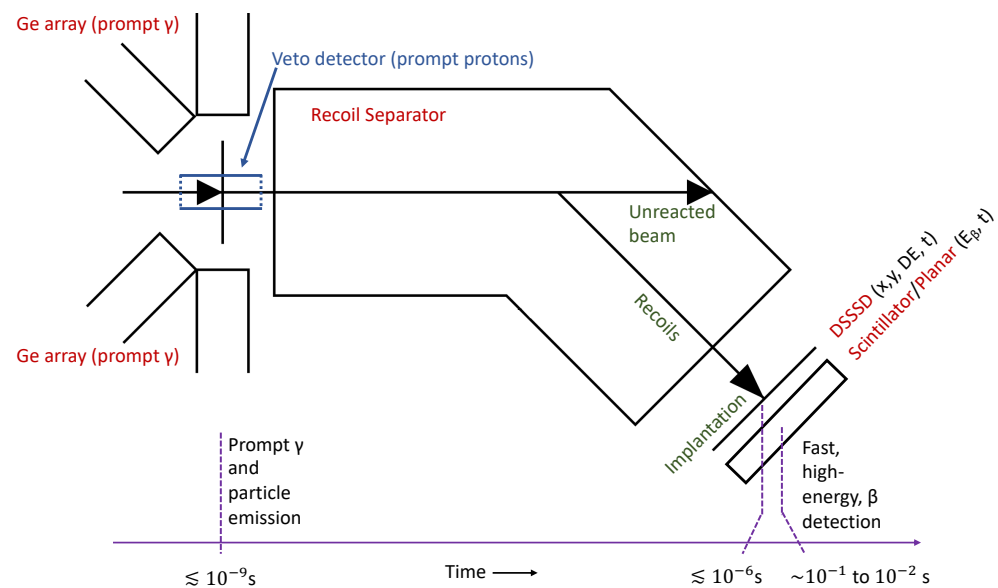 Ge array (prompt γ)
Veto detector (prompt protons)
Recoil Separator
Unreacted
beam
Recoils
DSSSD (x,y, DE, t)
Scintillator/Planar (Eβ, t)
Ge array (prompt γ)
Implantation
Prompt γ
and
particle
emission
Fast,
high-
energy, β
detection
≲ 10⁻⁹s
Time
≲ 10⁻⁶s
~10⁻¹ to 10⁻² s